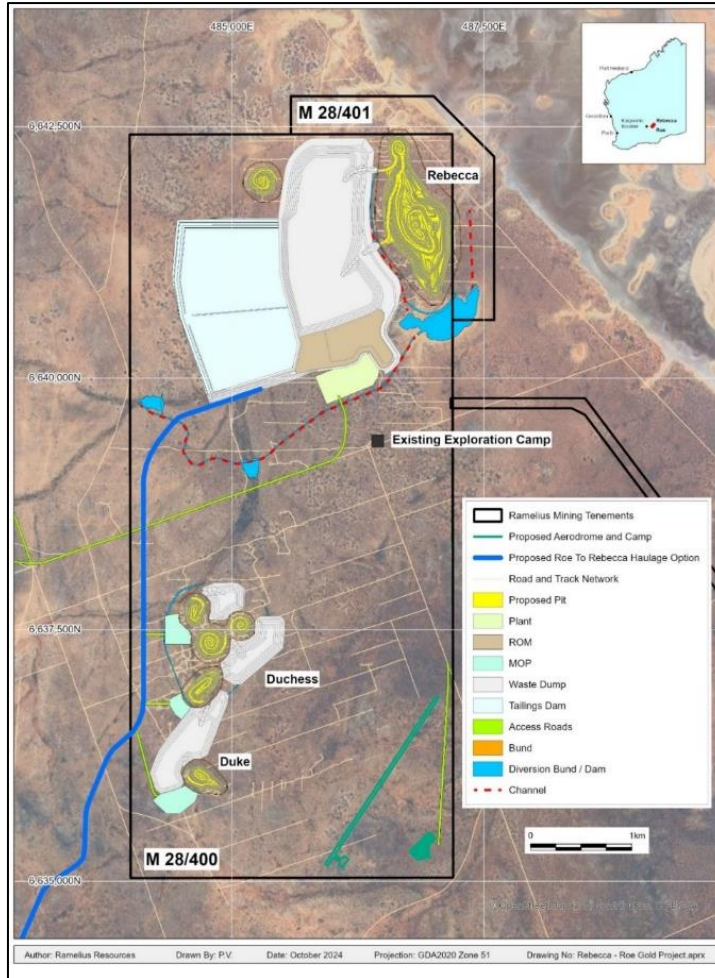 485,000E
487,500E
M 28/401
6,642,500N
Rebecca
Port Hedland
Geraldton
Perth
Rebecca
Roe
6,640,000N
Existing Exploration Camp
Ramelius Mining Tenements
Proposed Aerodrome and Camp
Proposed Roe To Rebecca Haulage Option
Road and Track Network
Proposed Pit
Plant
ROM
MOP
Waste Dump
Tailings Dam
Access Roads
Bund
Diversion Bund / Dam
Channel
6,637,500N
Duchess
Duke
0 1km
M 28/400
6,635,000N
Author: Ramelius Resources Drawn By: P.V. Date: October 2024 Projection: GDA2020 Zone 51 Drawing No: Rebecca - Roe Gold Project.aprx